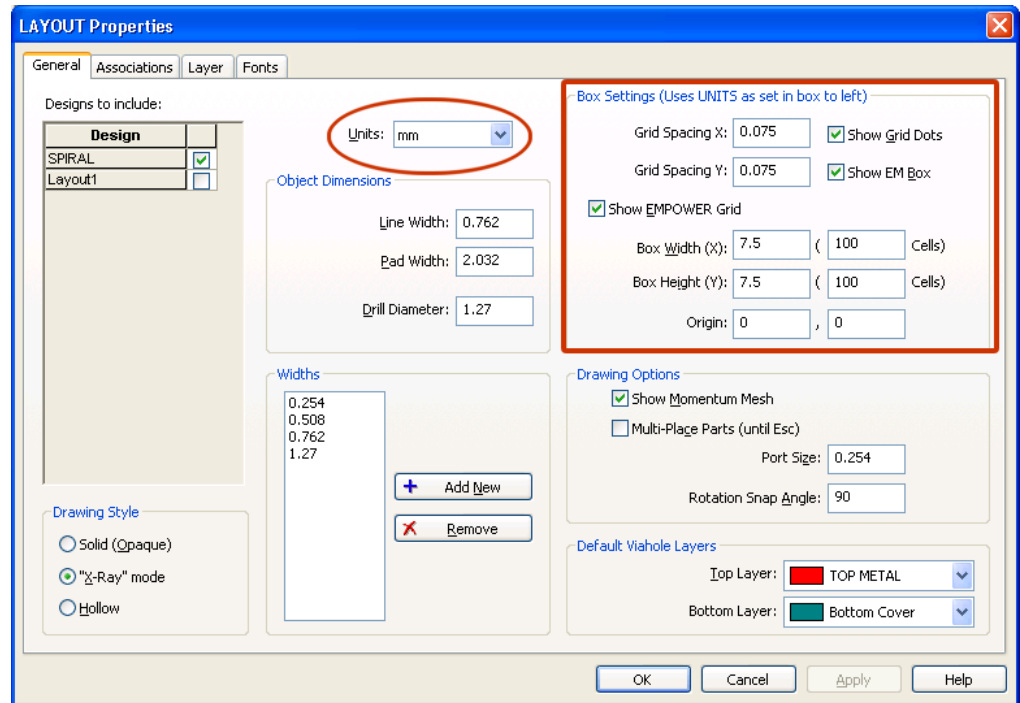 LAYOUT Properties
General Associations Layer Fonts
Designs to include:
Design
SPIRAL
Layout1
Drawing Style
Solid (Opaque)
"X-Ray" mode
Hollow
Units: mm
Object Dimensions
Line Width: 0.762
Pad Width: 2.032
Drill Diameter: 1.27
Widths
0.254
0.508
0.762
1.27
Add New
Remove
Box Settings (Uses UNITS as set in box to left)
Grid Spacing X: 0.075 Show Grid Dots
Grid Spacing Y: 0.075 Show EM Box
Show EMPOWER Grid
Box Width (X): 7.5 ( 100 Cells)
Box Height (Y): 7.5 ( 100 Cells)
Origin: 0 , 0
Drawing Options
Show Momentum Mesh
Multi-Place Parts (until Esc)
Port Size: 0.254
Rotation Snap Angle: 90
Default Viahole Layers
Top Layer: TOP METAL
Bottom Layer: Bottom Cover
OK Cancel Apply Help